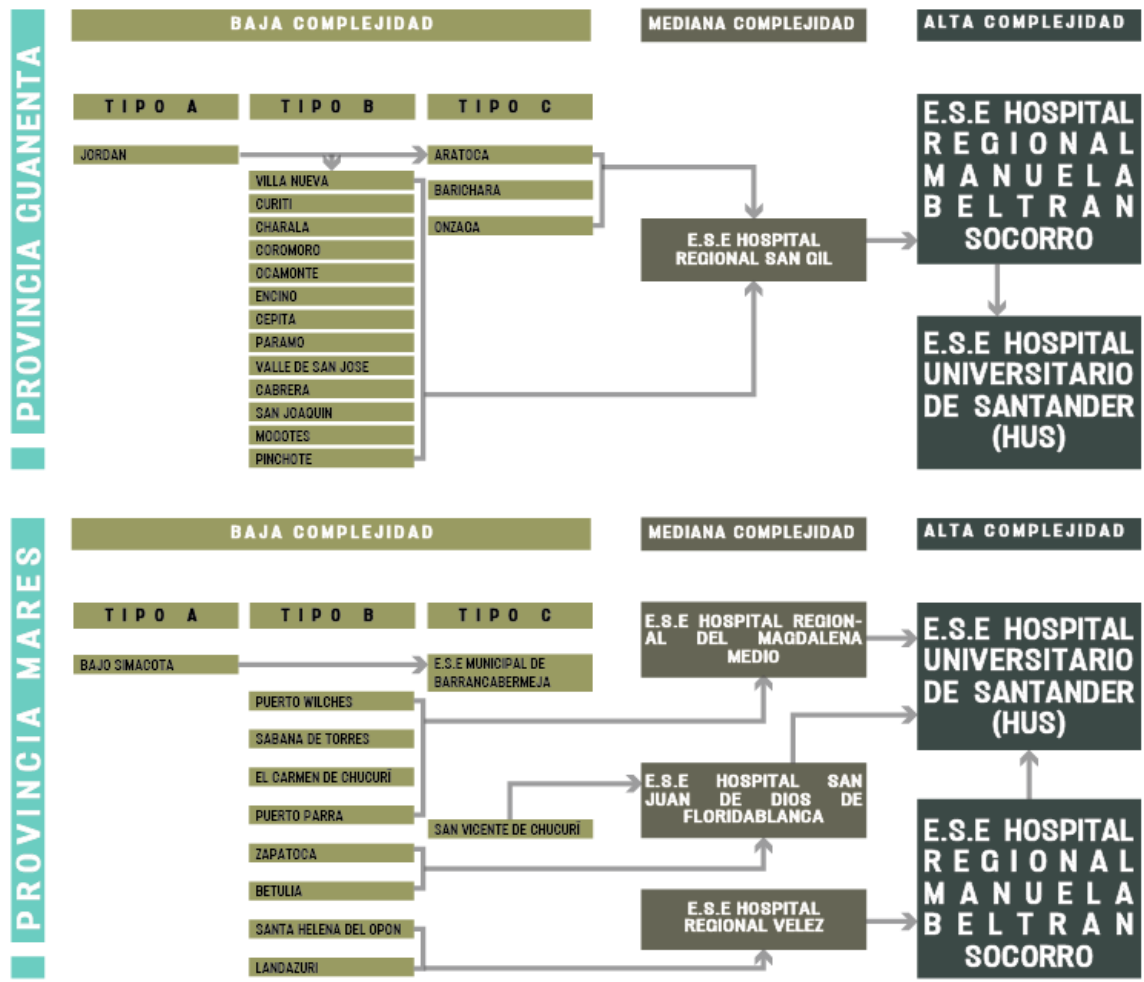 PROVINCIA GUANENTA
BAJA COMPLEJIDAD
MEDIANA COMPLEJIDAD
ALTA COMPLEJIDAD
TIPO A
TIPO B
TIPO C
JORDAN
VILLA NUEVA
CURITI
CHARALA
COROMORO
OCAMONTE
ENCINO
CEPITA
PARAMO
VALLE DE SAN JOSE
CABRERA
SAN JOAQUIN
MOGOTES
PINCHOTE
ARATOCA
BARICHARA
ONZAGA
E.S.E HOSPITAL
REGIONAL SAN GIL
E.S.E HOSPITAL
REGIONAL
MANUELA
BELTRAN
SOCORRO
E.S.E HOSPITAL
UNIVERSITARIO
DE SANTANDER
(HUS)
PROVINCIA MARES
BAJA COMPLEJIDAD
MEDIANA COMPLEJIDAD
ALTA COMPLEJIDAD
TIPO A
TIPO B
TIPO C
BAJO SIMACOTA
PUERTO WILCHES
SABANA DE TORRES
EL CARMEN DE CHUCURÍ
PUERTO PARRA
ZAPATOCA
BETULIA
SANTA HELENA DEL OPON
LANDAZURI
E.S.E MUNICIPAL DE
BARRANCABERMEJA
SAN VICENTE DE CHUCURÍ
E.S.E HOSPITAL REGION-
AL DEL MAGDALENA
MEDIO
E.S.E HOSPITAL SAN
JUAN DE DIOS DE
FLORIDABLANCA
E.S.E HOSPITAL
REGIONAL VELEZ
E.S.E HOSPITAL
UNIVERSITARIO
DE SANTANDER
(HUS)
E.S.E HOSPITAL
REGIONAL
MANUELA
BELTRAN
SOCORRO